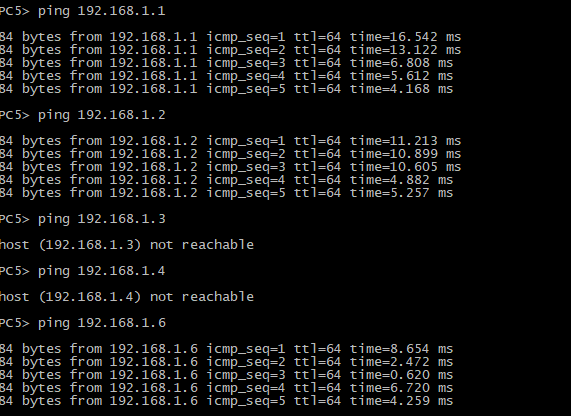 PC5> ping 192.168.1.1
84 bytes from 192.168.1.1 icmp_seq=1 ttl=64 time=16.542 ms
84 bytes from 192.168.1.1 icmp_seq=2 ttl=64 time=13.122 ms
84 bytes from 192.168.1.1 icmp_seq=3 ttl=64 time=6.808 ms
84 bytes from 192.168.1.1 icmp_seq=4 ttl=64 time=5.612 ms
84 bytes from 192.168.1.1 icmp_seq=5 ttl=64 time=4.168 ms
PC5> ping 192.168.1.2
84 bytes from 192.168.1.2 icmp_seq=1 ttl=64 time=11.213 ms
84 bytes from 192.168.1.2 icmp_seq=2 ttl=64 time=10.899 ms
84 bytes from 192.168.1.2 icmp_seq=3 ttl=64 time=10.605 ms
84 bytes from 192.168.1.2 icmp_seq=4 ttl=64 time=4.882 ms
84 bytes from 192.168.1.2 icmp_seq=5 ttl=64 time=5.257 ms
PC5> ping 192.168.1.3
host (192.168.1.3) not reachable
PC5> ping 192.168.1.4
host (192.168.1.4) not reachable
PC5> ping 192.168.1.6
84 bytes from 192.168.1.6 icmp_seq=1 ttl=64 time=8.654 ms
84 bytes from 192.168.1.6 icmp_seq=2 ttl=64 time=2.472 ms
84 bytes from 192.168.1.6 icmp_seq=3 ttl=64 time=0.620 ms
84 bytes from 192.168.1.6 icmp_seq=4 ttl=64 time=6.720 ms
84 bytes from 192.168.1.6 icmp_seq=5 ttl=64 time=4.259 ms